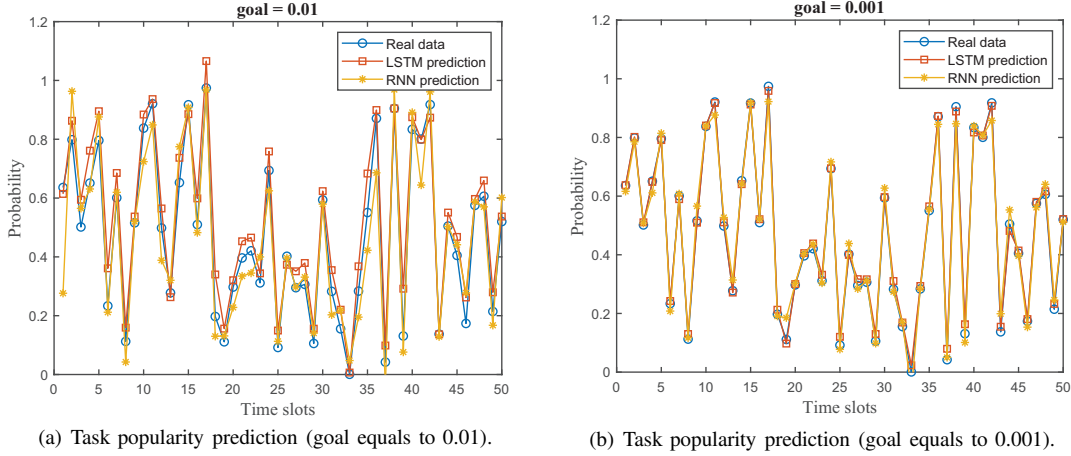 goal = 0.01
1.2
1
0.8
0.6
0.4
0.2
0
Probability
Real data
LSTM prediction
RNN prediction
0 5 10 15 20 25 30 35 40 45 50
Time slots
(a) Task popularity prediction (goal equals to 0.01).
goal = 0.001
1.2
1
0.8
0.6
0.4
0.2
0
Probability
Real data
LSTM prediction
RNN prediction
0 5 10 15 20 25 30 35 40 45 50
Time slots
(b) Task popularity prediction (goal equals to 0.001).